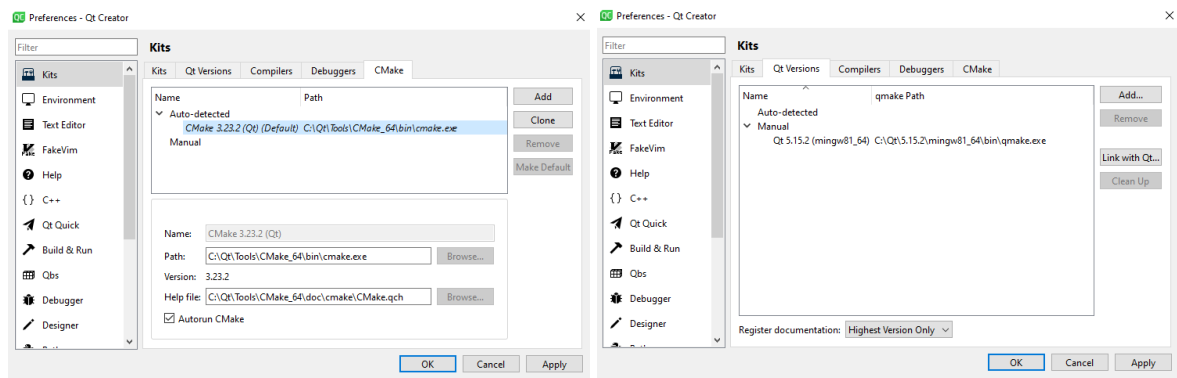 Preferences - Qt Creator
Filter
Kits
Environment
Text Editor
FakeVim
Help
C++
Qt Quick
Build & Run
Qbs
Debugger
Designer
Kits
Kits Qt Versions Compilers Debuggers CMake
Name Path
Auto-detected
CMake 3.23.2 (Qt) (Default) C:\Qt\Tools\CMake_64\bin\cmake.exe
Manual
Add
Clone
Remove
Make Default
Name: CMake 3.23.2 (Qt)
Path: C:\Qt\Tools\CMake_64\bin\cmake.exe Browse...
Version: 3.23.2
Help file: C:\Qt\Tools\CMake_64\doc\cmake\CMake.qch Browse...
Autorun CMake
OK Cancel Apply
Preferences - Qt Creator
Filter
Kits
Environment
Text Editor
FakeVim
Help
C++
Qt Quick
Build & Run
Qbs
Debugger
Designer
Kits
Kits Qt Versions Compilers Debuggers CMake
Name qmake Path
Auto-detected
Manual
Qt 5.15.2 (mingw81_64) C:\Qt\5.15.2\mingw81_64\bin\qmake.exe
Add...
Remove
Link with Qt...
Clean Up
Register documentation: Highest Version Only
OK Cancel Apply